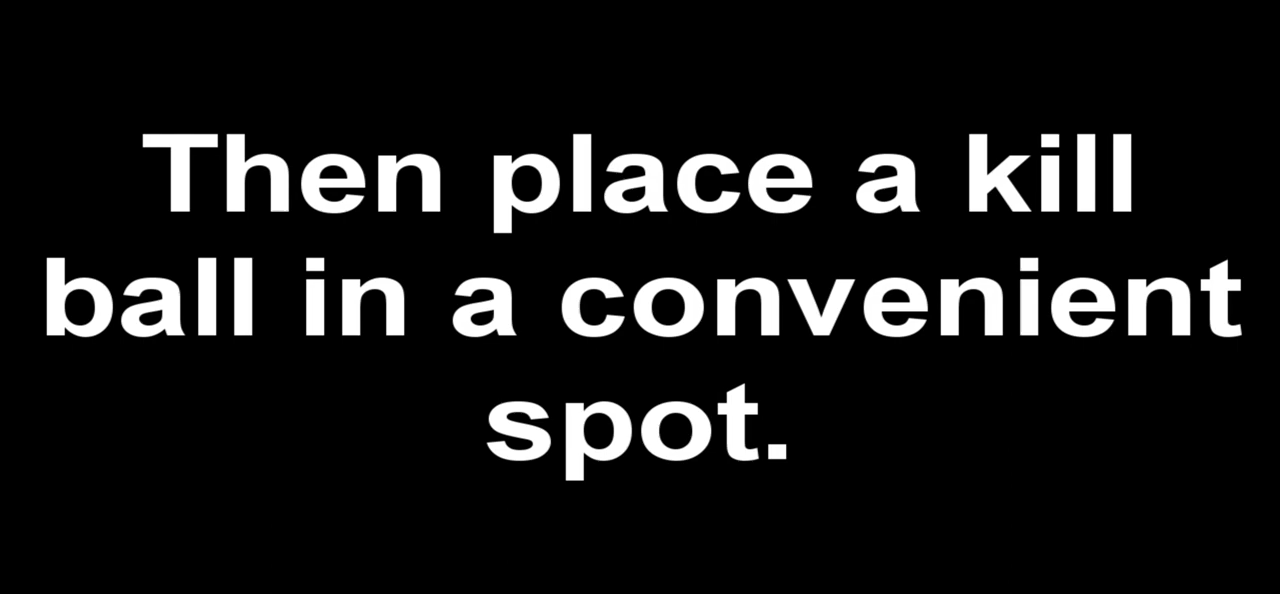 Then place a kill
ball in a convenient
spot.